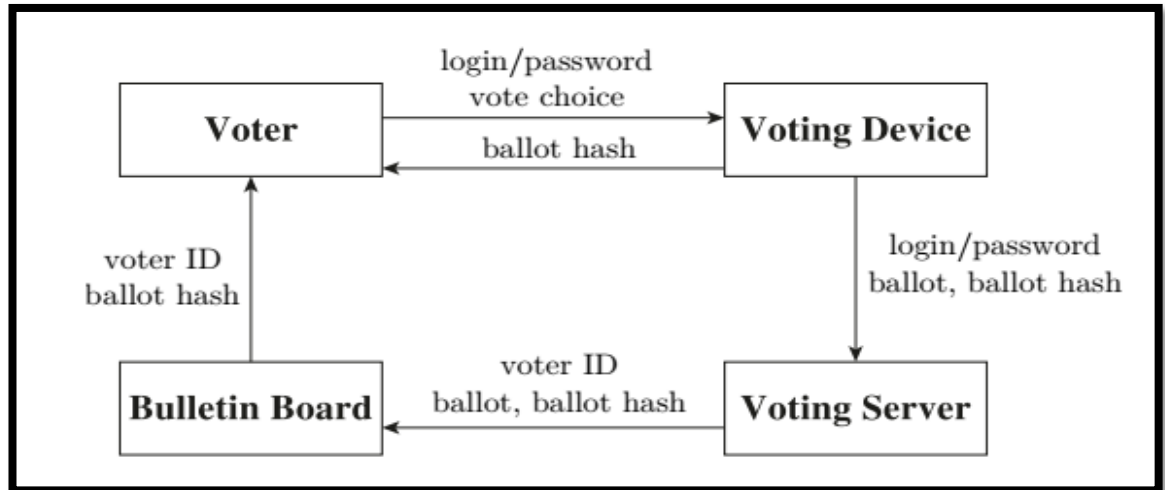 login/password
vote choice
Voter
Voting Device
ballot hash
voter ID
ballot hash
login/password
ballot, ballot hash
voter ID
ballot, ballot hash
Bulletin Board
Voting Server